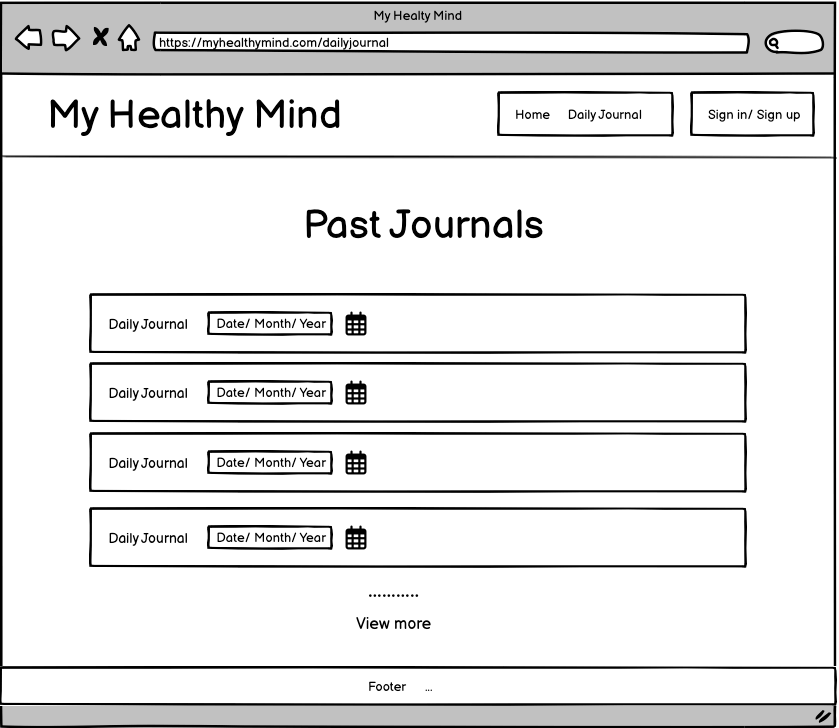 My Healty Mind
https://myhealthymind.com/dailyjournal
My Healthy Mind
Home Daily Journal
Sign in/ Sign up
Past Journals
Daily Journal Date/ Month/ Year
Daily Journal Date/ Month/ Year
Daily Journal Date/ Month/ Year
Daily Journal Date/ Month/ Year
...........
View more
Footer ...